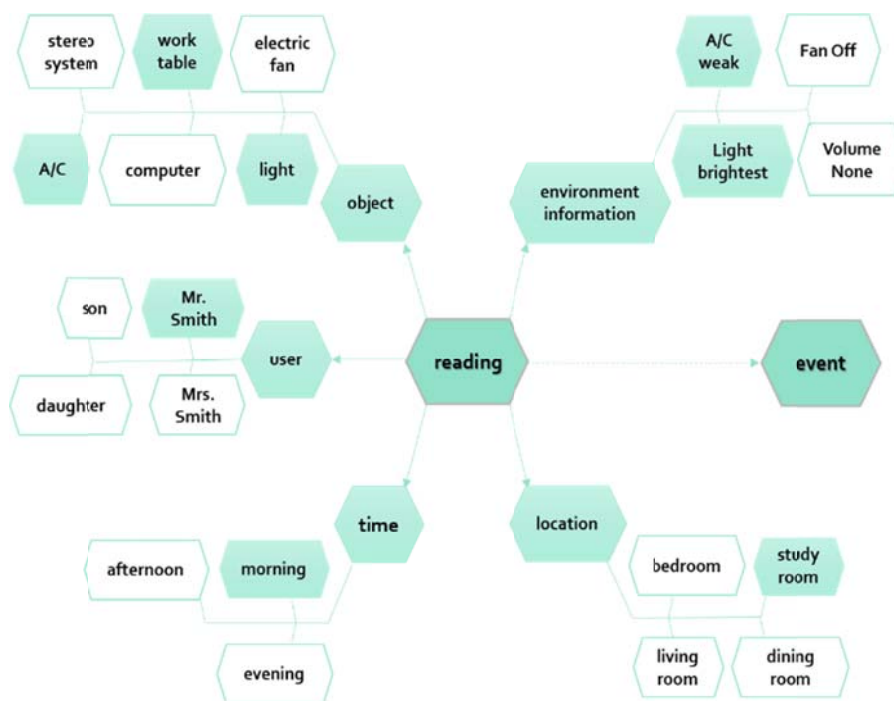 stereo
system
work
table
electric
fan
A/C
computer
light
object
A/C
weak
Fan Off
Light
brightest
Volume
None
environment
information
son
Mr.
Smith
daughter
Mrs.
Smith
user
reading
event
time
afternoon
morning
evening
location
bedroom
study
room
living
room
dining
room